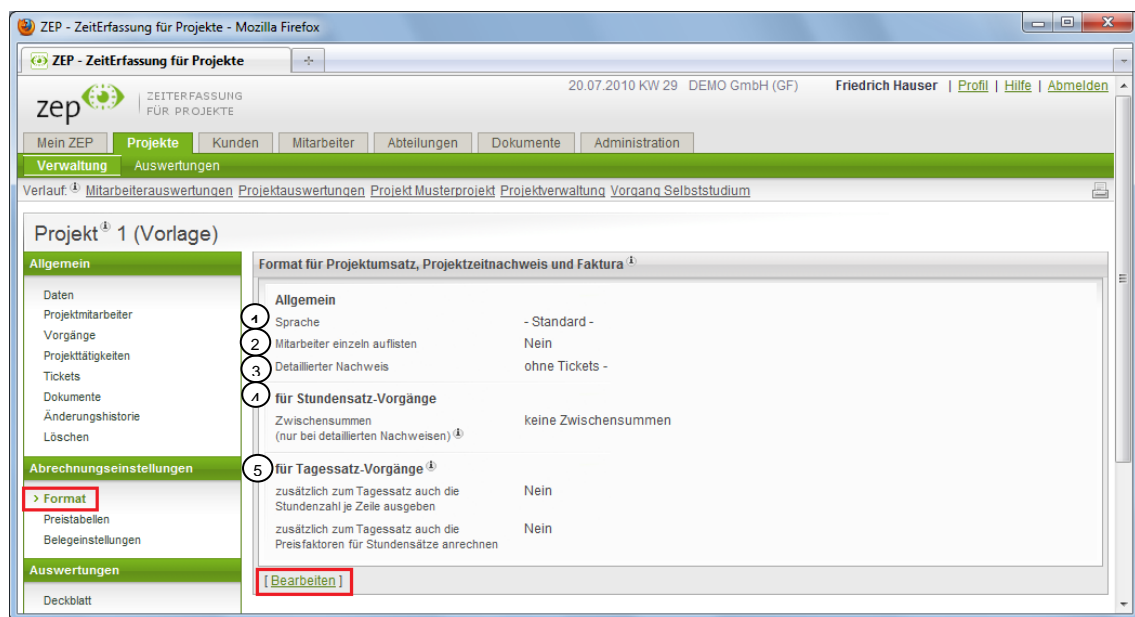 ZEP - ZeitErfassung für Projekte - Mozilla Firefox
ZEP - ZeitErfassung für Projekte
zep ZEITERFASSUNG FÜR PROJEKTE
20.07.2010 KW 29 DEMO GmbH (GF) Friedrich Hauser | Profil | Hilfe | Abmelden
Mein ZEP Projekte Kunden Mitarbeiter Abteilungen Dokumente Administration
Verwaltung Auswertungen
Verlauf: Mitarbeiterauswertungen Projektauswertungen Projekt Musterprojekt Projektverwaltung Vorgang Selbststudium
Projekt 1 (Vorlage)
Allgemein
Daten
Projektmitarbeiter
Vorgänge
Projekttätigkeiten
Tickets
Dokumente
Änderungshistorie
Löschen
Abrechnungseinstellungen
> Format
Preistabellen
Belegeinstellungen
Auswertungen
Deckblatt
Format für Projektumsatz, Projektzeitnachweis und Faktura
Allgemein
1 Sprache - Standard -
2 Mitarbeiter einzeln auflisten Nein
3 Detaillierter Nachweis ohne Tickets -
4 für Stundensatz-Vorgänge
Zwischensummen keine Zwischensummen
(nur bei detaillierten Nachweisen)
5 für Tagessatz-Vorgänge
zusätzlich zum Tagessatz auch die Nein
Stundenzahl je Zeile ausgeben
zusätzlich zum Tagessatz auch die Nein
Preisfaktoren für Stundensätze anrechnen
[ Bearbeiten ]